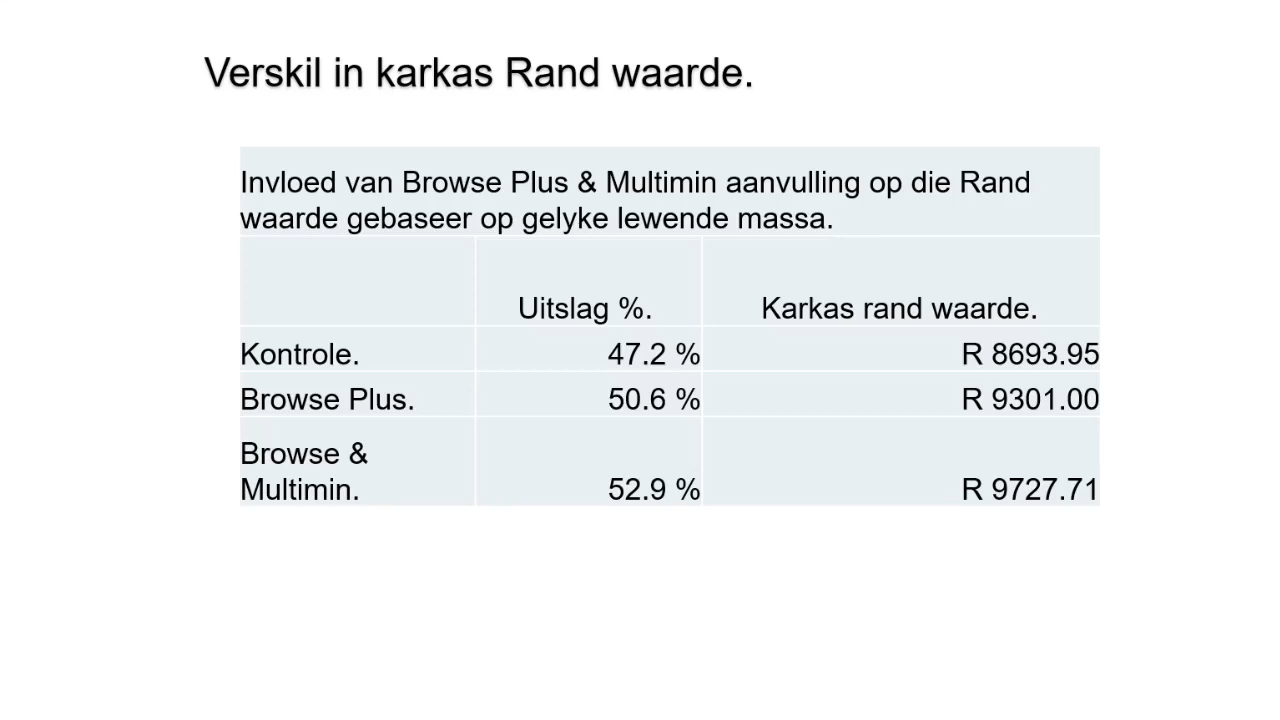 Verskil in karkas Rand waarde.
Invloed van Browse Plus & Multimin aanvulling op die Rand
waarde gebaseer op gelyke lewende massa.
Uitslag %. Karkas rand waarde.
Kontrole. 47.2 % R 8693.95
Browse Plus. 50.6 % R 9301.00
Browse &
Multimin. 52.9 % R 9727.71